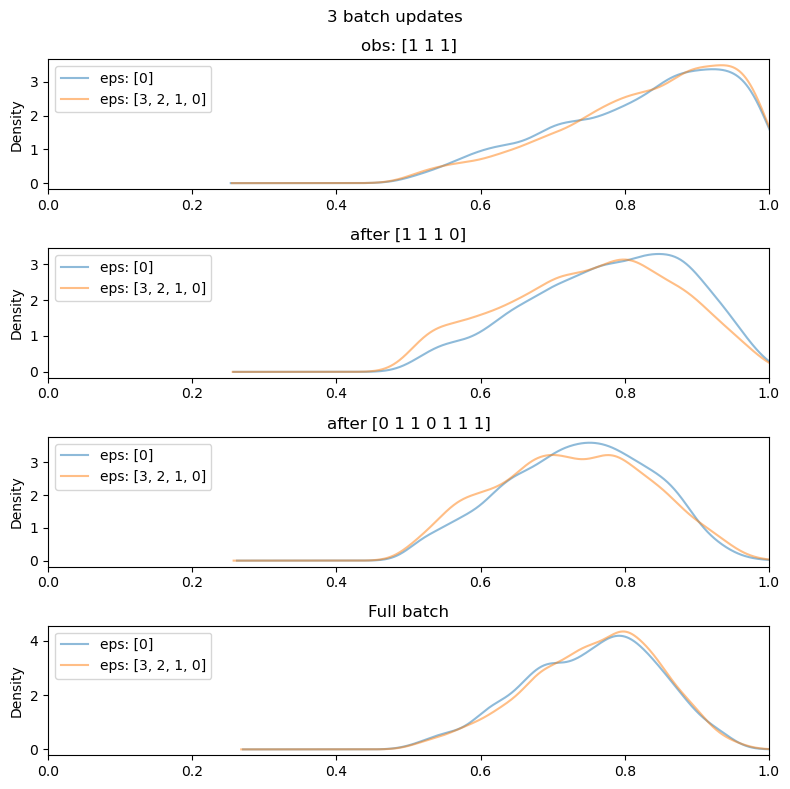 3 batch updates
obs: [1 1 1]
Density
3
2
1
0
eps: [0]
eps: [3, 2, 1, 0]
0.0 0.2 0.4 0.6 0.8 1.0
after [1 1 1 0]
Density
3
2
1
0
eps: [0]
eps: [3, 2, 1, 0]
0.0 0.2 0.4 0.6 0.8 1.0
after [0 1 1 0 1 1 1]
Density
3
2
1
0
eps: [0]
eps: [3, 2, 1, 0]
0.0 0.2 0.4 0.6 0.8 1.0
Full batch
Density
4
2
0
eps: [0]
eps: [3, 2, 1, 0]
0.0 0.2 0.4 0.6 0.8 1.0